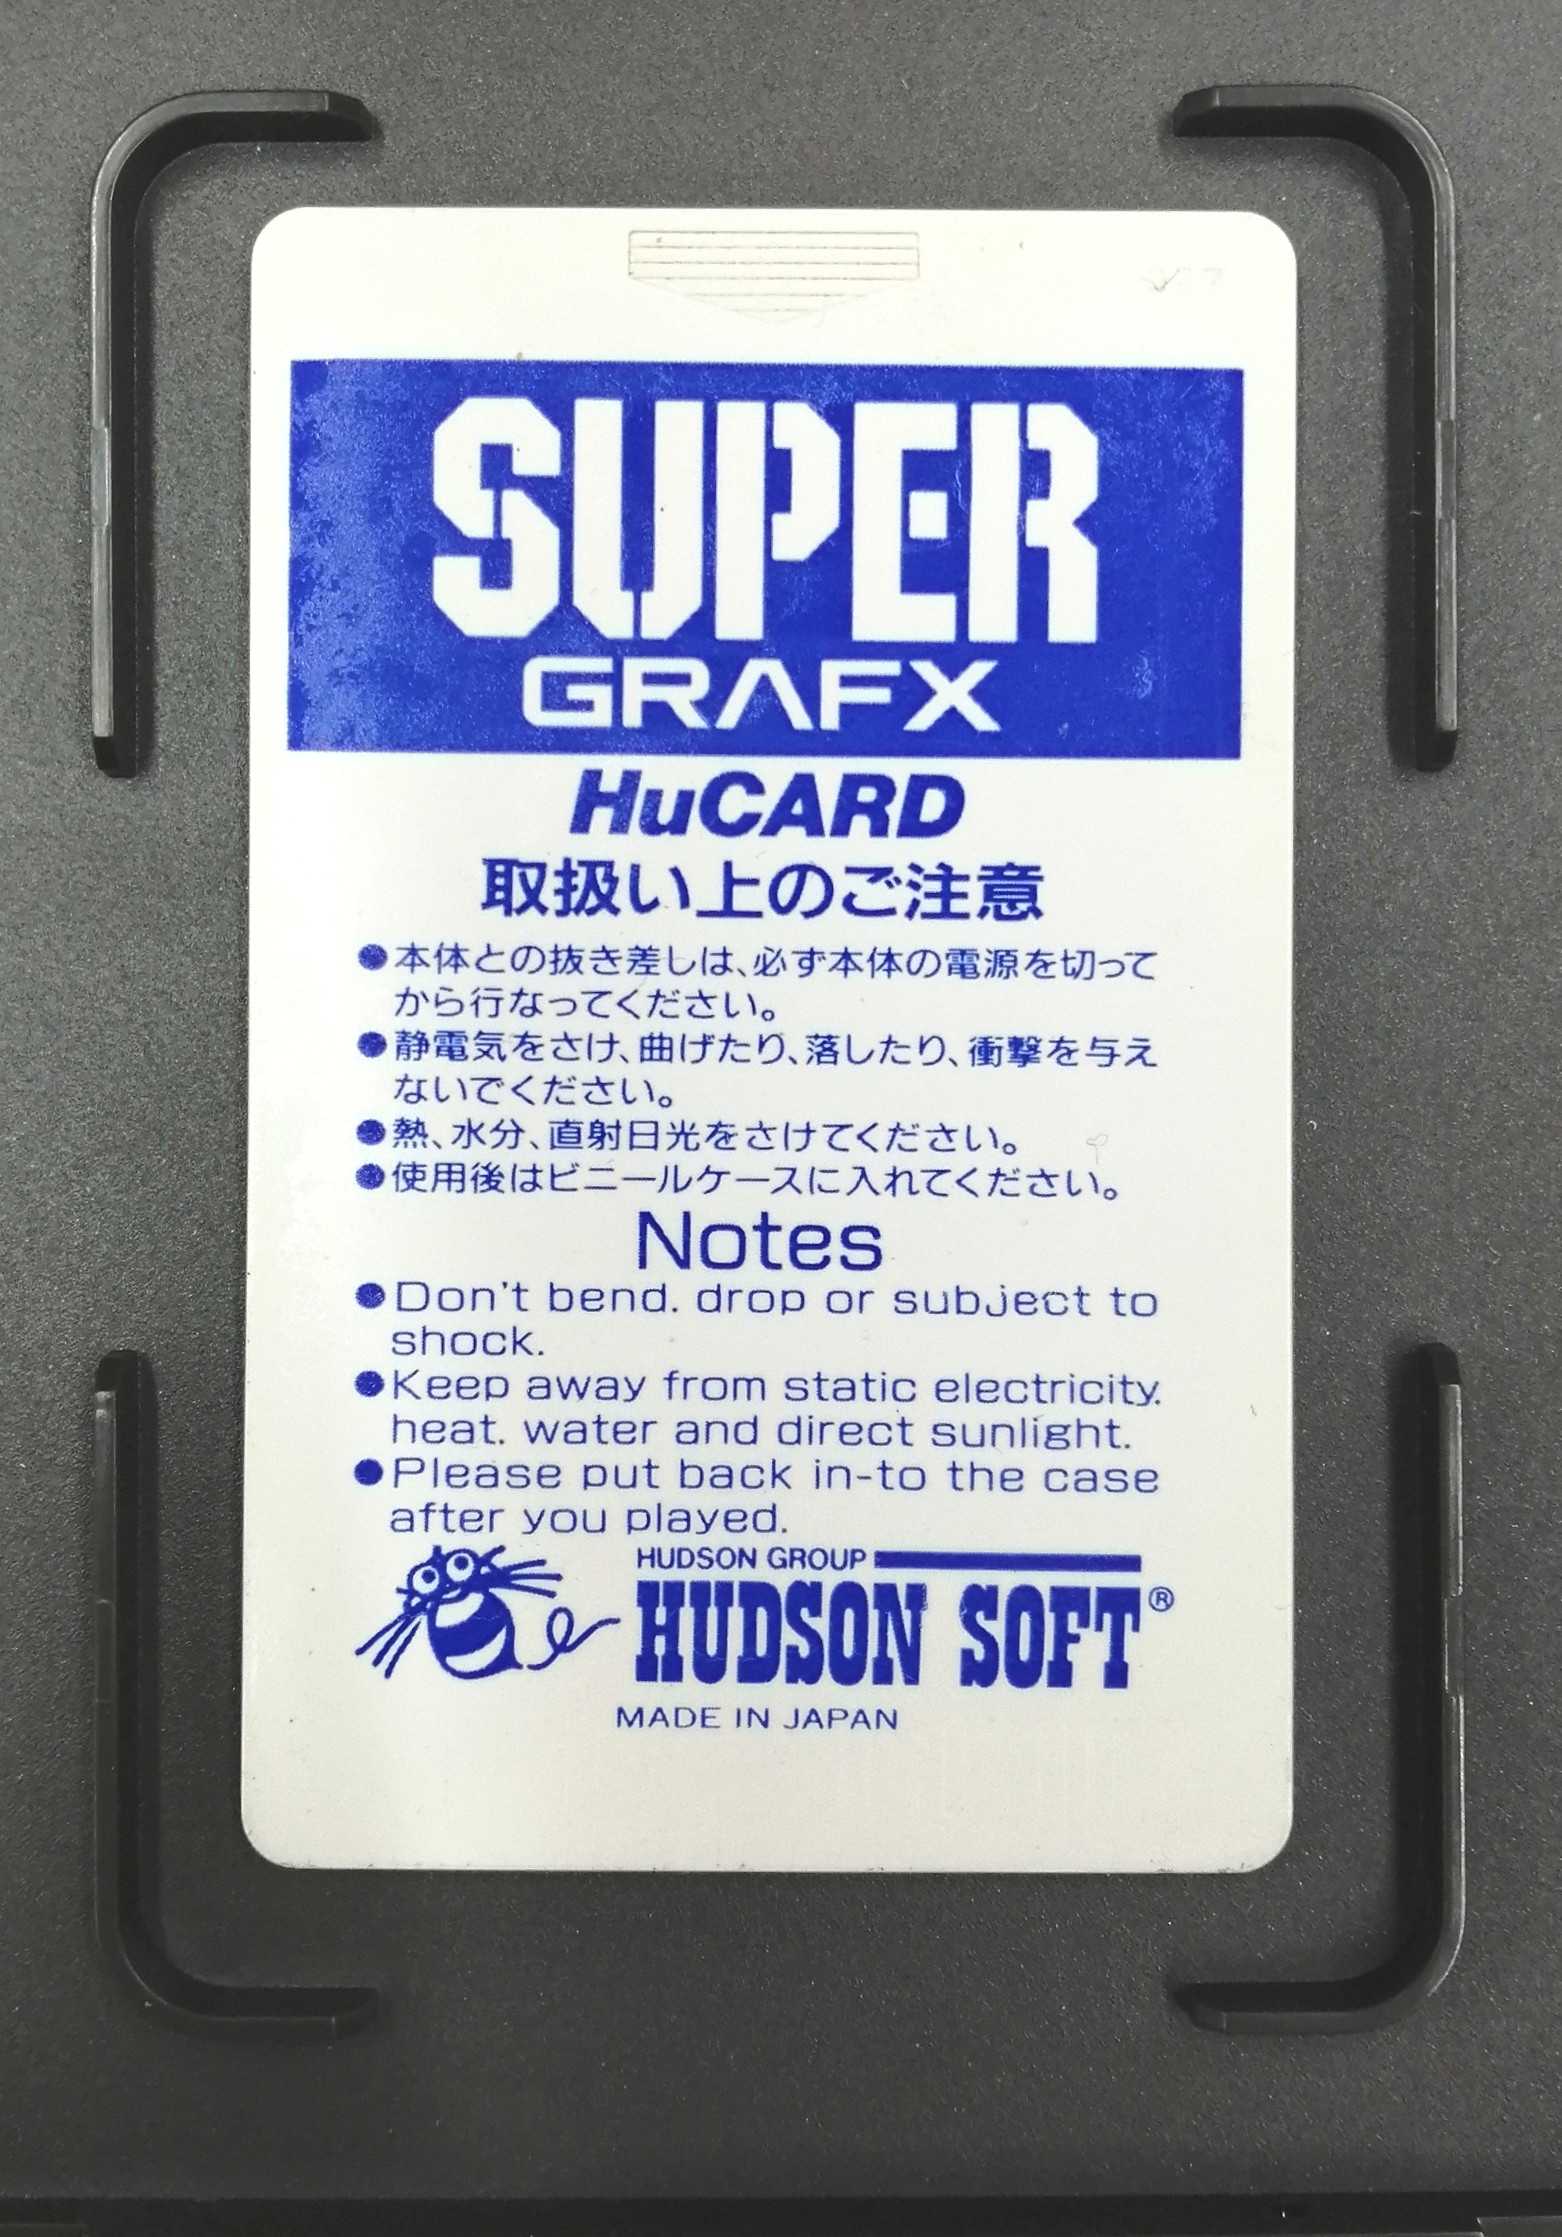 SUPER
GRAFX
HuCARD
取扱い上のご注意
●本体との抜き差しは、必ず本体の電源を切って
から行なってください。
●静電気をさけ、曲げたり、落したり、衝撃を与え
ないでください。
●熱、水分、直射日光をさけてください。
●使用後はビニールケースに入れてください。
Notes
●Don't bend. drop or subject to
shock.
●Keep away from static electricity.
heat. water and direct sunlight.
●Please put back in-to the case
after you played.
HUDSON GROUP
HUDSON SOFT®
MADE IN JAPAN